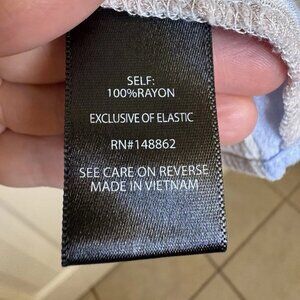 SELF:
100%RAYON
EXCLUSIVE OF ELASTIC
RN#148862
SEE CARE ON REVERSE
MADE IN VIETNAM